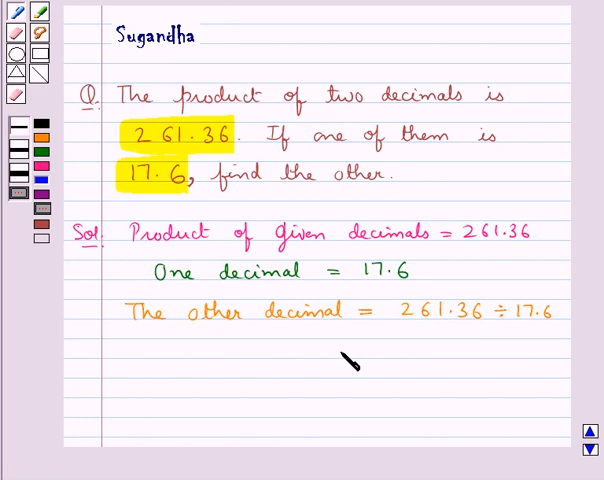 Sugandha
Q. The product of two decimals is
261.36. If one of them is
17.6, find the other.
Sol. Product of given decimals = 261.36
One decimal = 17.6
The other decimal = 261.36 ÷ 17.6